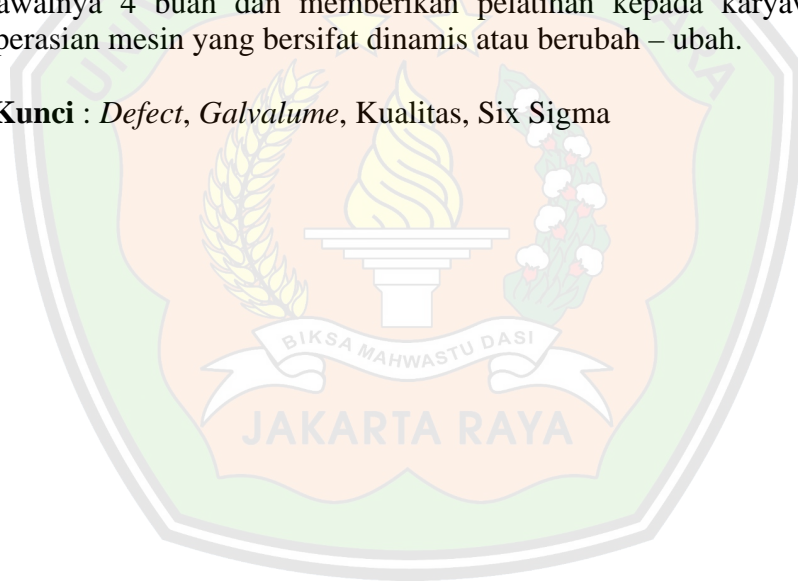 awalnya 4 buah dan memberikan pelatihan kepada
perasian mesin yang bersifat dinamis atau berubah – ubah.
Kunci : Defect, Galvalume, Kualitas, Six Sigma
BIKSA MAHWASTU DASI
JAKARTA RAYA